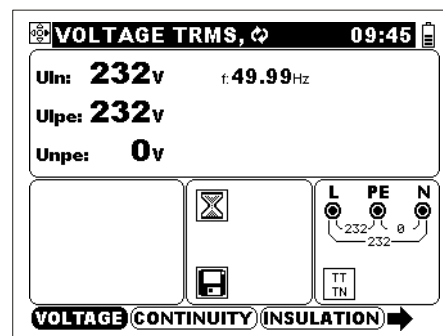 VOLTAGE TRMS, 09:45
Uln: 232v f:49.99Hz
Ulpe: 232v
Unpe: 0v
L PE N
232 0
232
TT
TN
VOLTAGE CONTINUITY INSULATION